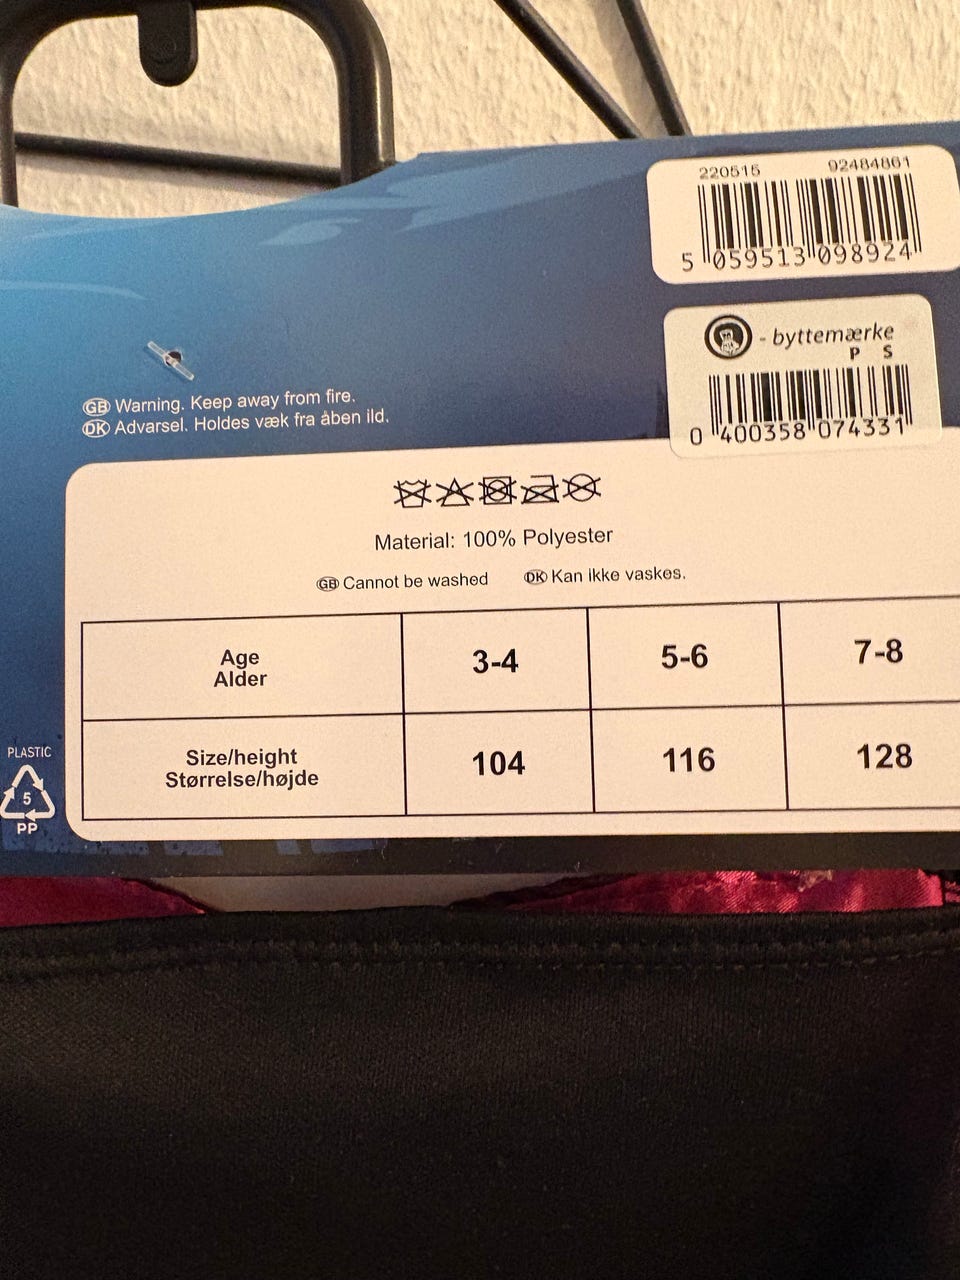 220515 92484861
5 059513 098924
- byttemærke
P S
0 400358 074331
GB Warning. Keep away from fire.
DK Advarsel. Holdes væk fra åben ild.
Material: 100% Polyester
GB Cannot be washed DK Kan ikke vaskes.
Age 3-4 5-6 7-8
Alder
Size/height 104 116 128
Størrelse/højde
PLASTIC
5
PP